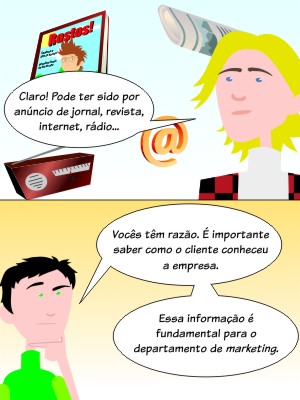 Rostos!
Claro! Pode ter sido por
anúncio de jornal, revista,
internet, rádio...
@
Vocês têm razão. É importante
saber como o cliente conheceu
a empresa.
Essa informação é
fundamental para o
departamento de marketing.